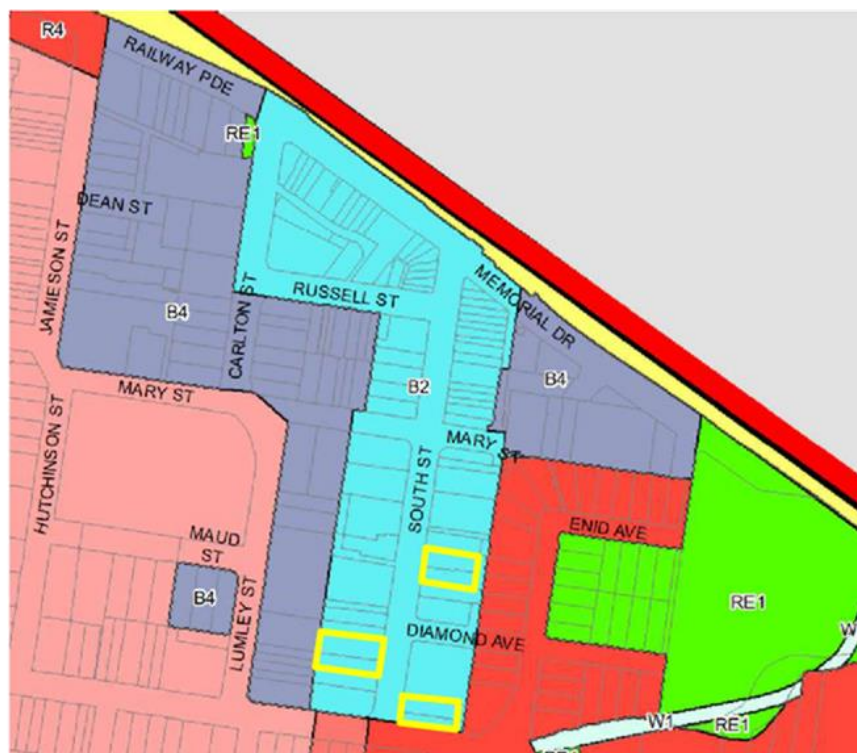 R4
RAILWAY PDE
RE1
DEAN ST
JAMIESON ST
CARLTON ST
RUSSELL ST
MEMORIAL DR
B4
B2
B4
MARY ST
MARY ST
HUTCHINSON ST
SOUTH ST
MAUD ST
ENID AVE
B4
LUMLEY ST
RE1
DIAMOND AVE
W
W1
RE1